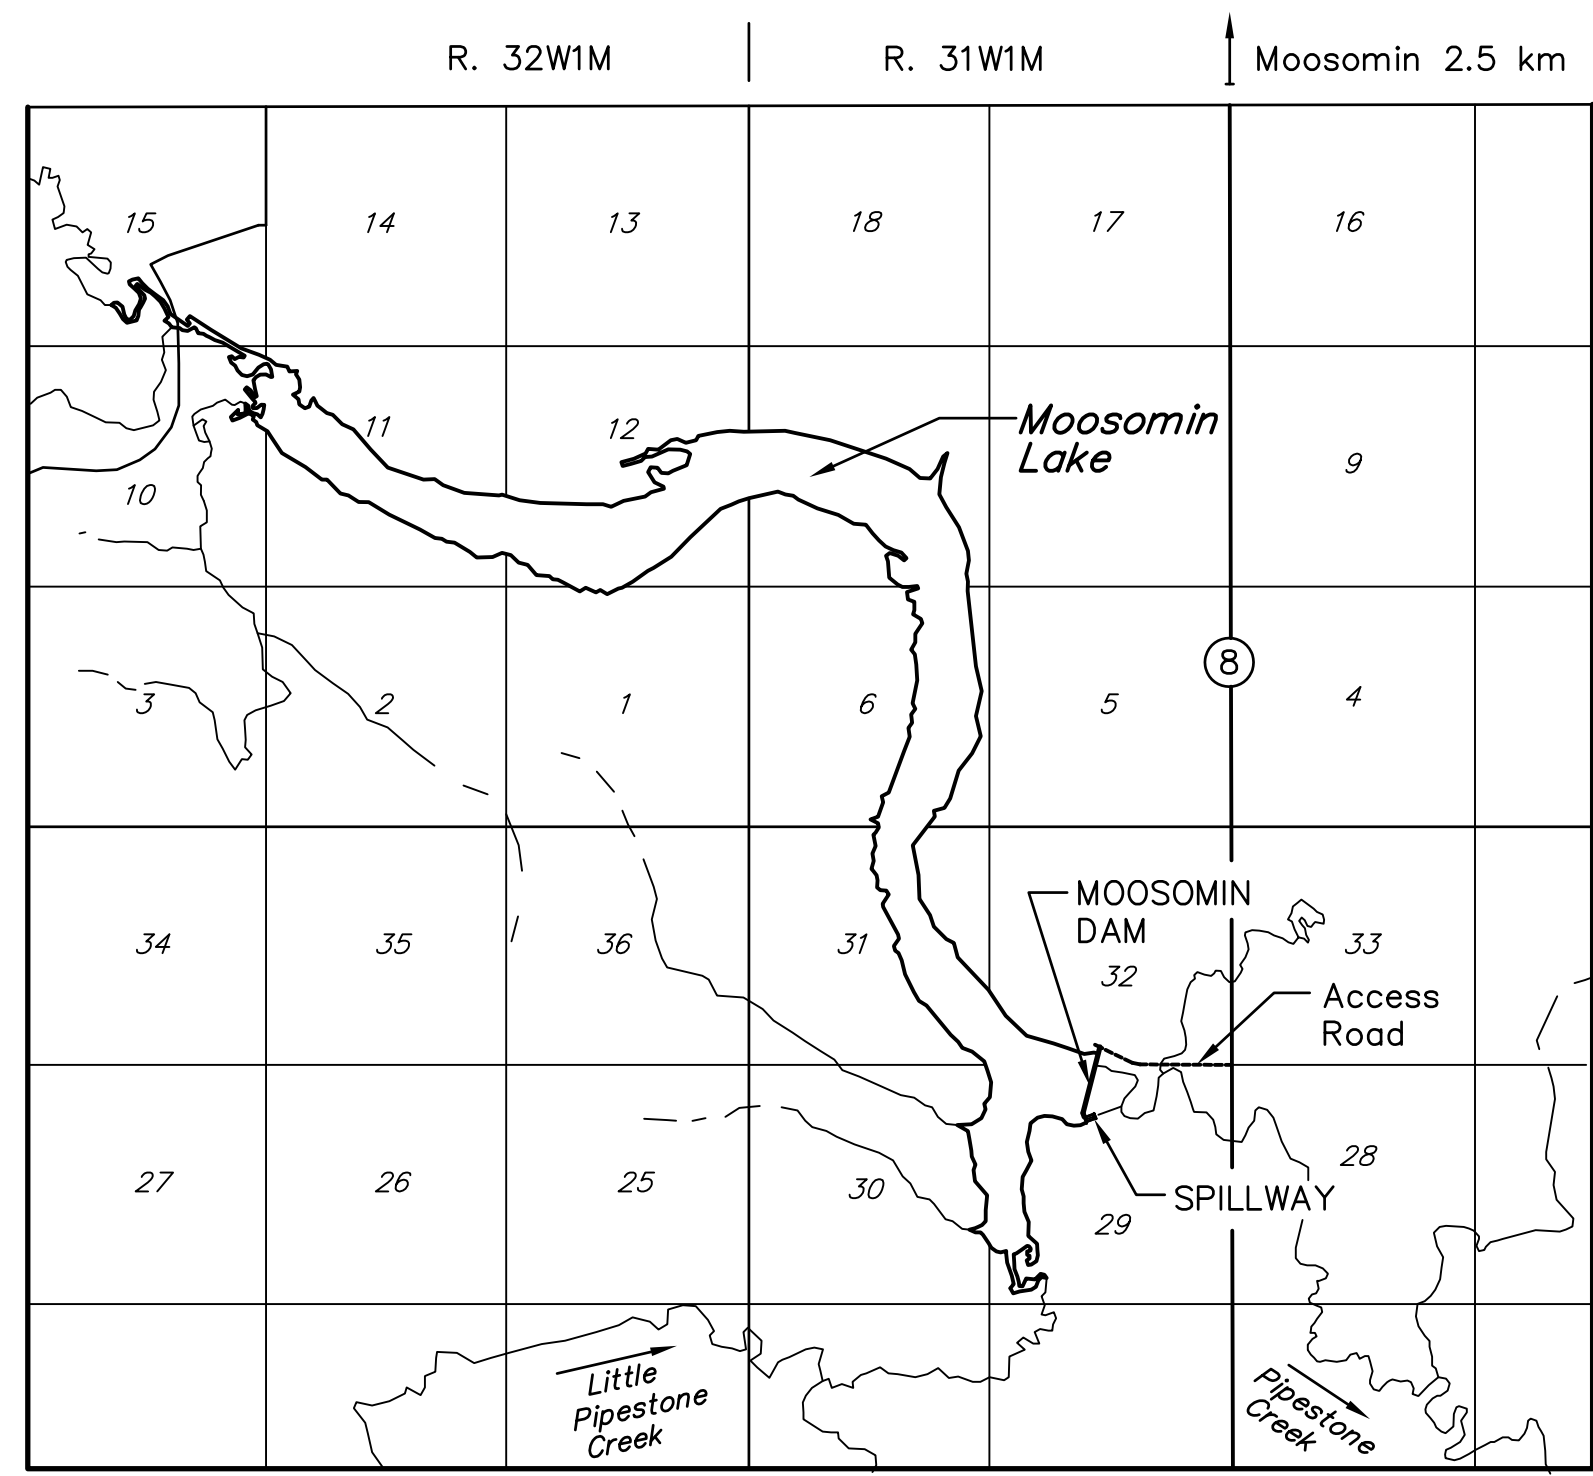 R. 32W1M
R. 31W1M
Moosomin 2.5 km
15
14
13
18
17
16
11
12
Moosomin
Lake
9
10
8
3
2
1
6
5
4
MOOSOMIN
DAM
34
35
36
31
32
33
Access
Road
27
26
25
30
28
SPILLWAY
29
Little
Pipestone
Creek
Pipestone
Creek